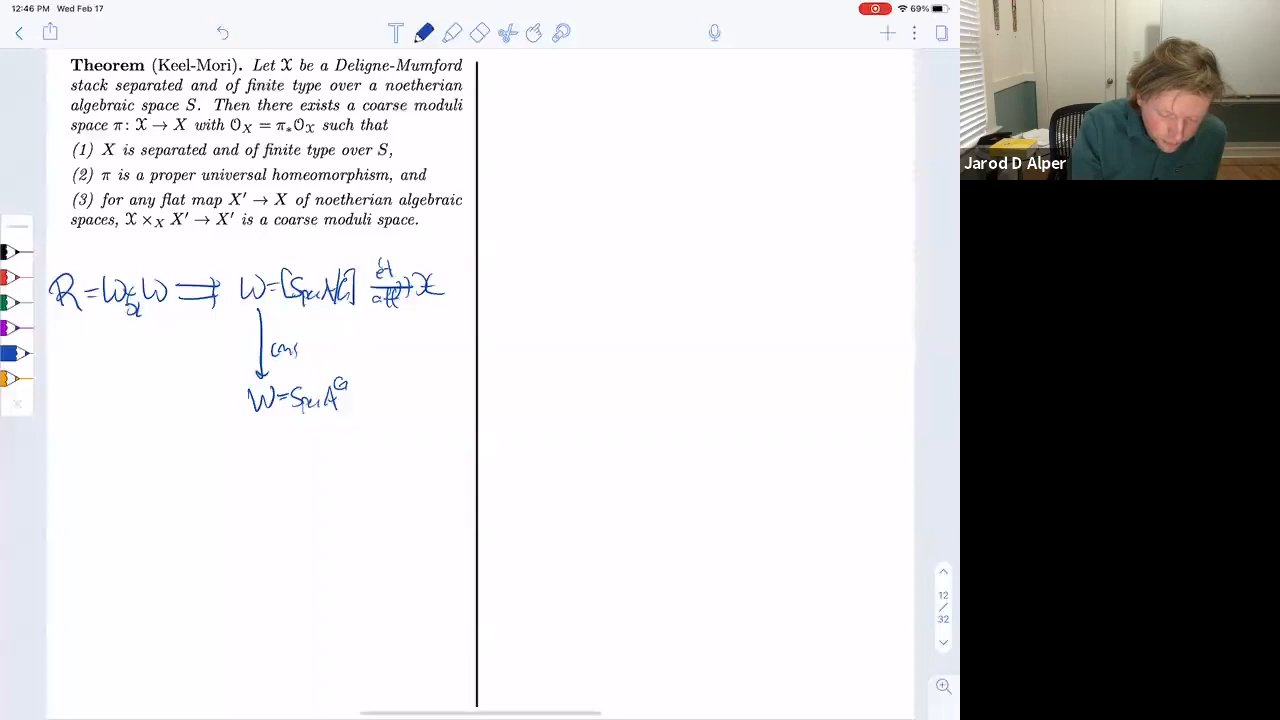 12:46 PM Wed Feb 17
69%
Theorem (Keel-Mori). Let 𝒳 be a Deligne-Mumford
stack separated and of finite type over a noetherian
algebraic space S. Then there exists a coarse moduli
space π: 𝒳 → X with 𝒪_X = π_*𝒪_𝒳 such that
(1) X is separated and of finite type over S,
(2) π is a proper universal homeomorphism, and
(3) for any flat map X′ → X of noetherian algebraic
spaces, 𝒳 ×_X X′ → X′ is a coarse moduli space.
R = W ×_𝒳 W ⇉ W = [Spec A/G] ét aff → 𝒳
cms
W = Spec A^G
Jarod D Alper
12
/
32